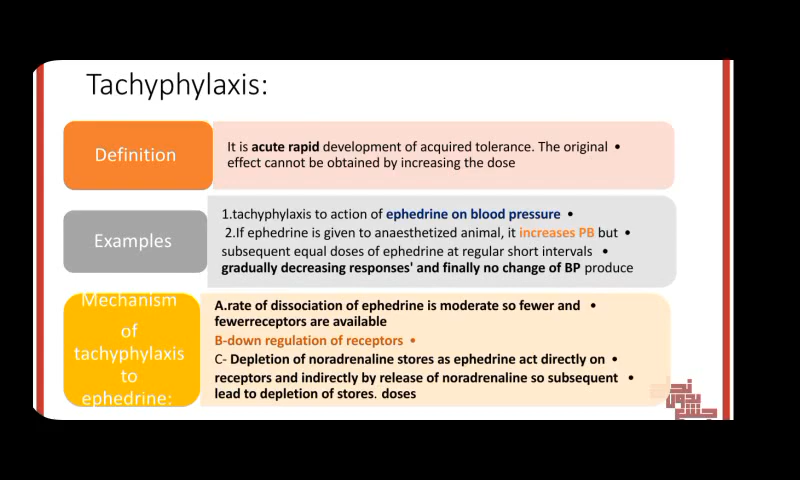 Tachyphylaxis:
Definition
It is acute rapid development of acquired tolerance. The original •
effect cannot be obtained by increasing the dose
Examples
1.tachyphylaxis to action of ephedrine on blood pressure •
2.If ephedrine is given to anaesthetized animal, it increases PB but •
subsequent equal doses of ephedrine at regular short intervals •
gradually decreasing responses' and finally no change of BP produce
Mechanism
of
tachyphylaxis
to
ephedrine:
A.rate of dissociation of ephedrine is moderate so fewer and •
fewerreceptors are available
B-down regulation of receptors •
C- Depletion of noradrenaline stores as ephedrine act directly on •
receptors and indirectly by release of noradrenaline so subsequent •
lead to depletion of stores. doses